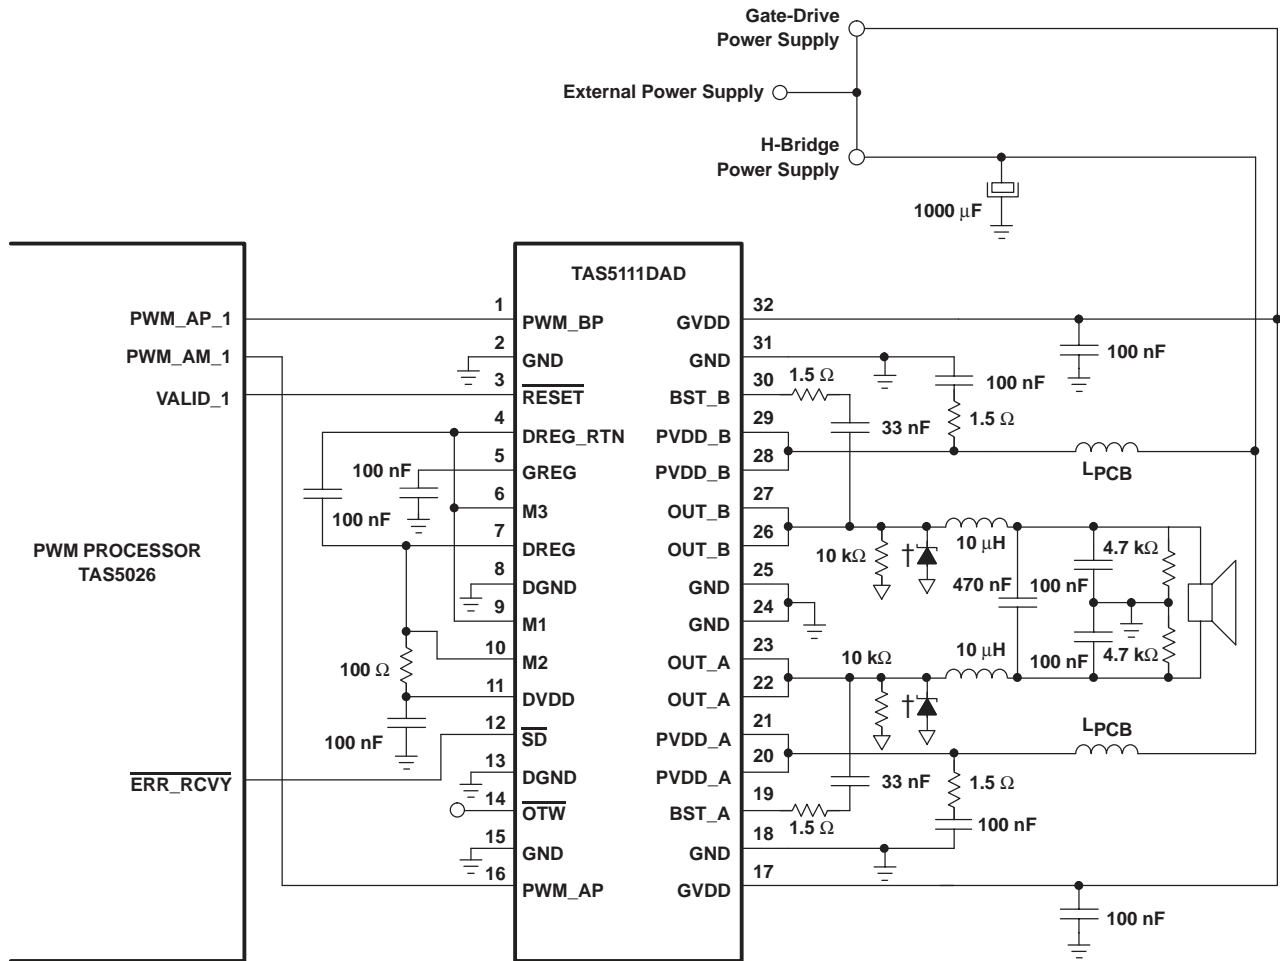 Gate-Drive
Power Supply
External Power Supply
H-Bridge
Power Supply
1000 μF
TAS5111DAD
PWM PROCESSOR
TAS5026
PWM_AP_1
PWM_AM_1
VALID_1
ERR_RCVY
1
PWM_BP
2
GND
3
RESET
4
DREG_RTN
5
GREG
6
M3
7
DREG
8
DGND
9
M1
10
M2
11
DVDD
12
SD
13
DGND
14
OTW
15
GND
16
PWM_AP
100 nF
100 nF
100 Ω
100 nF
32
GVDD
31
GND
30
BST_B
29
PVDD_B
28
PVDD_B
27
OUT_B
26
OUT_B
25
GND
24
GND
23
OUT_A
22
OUT_A
21
PVDD_A
20
PVDD_A
19
BST_A
18
GND
17
GVDD
100 nF
1.5 Ω
100 nF
33 nF
1.5 Ω
LPCB
10 kΩ
†
10 μH
4.7 kΩ
470 nF
100 nF
10 kΩ
†
10 μH
100 nF
4.7 kΩ
LPCB
33 nF
1.5 Ω
1.5 Ω
100 nF
100 nF